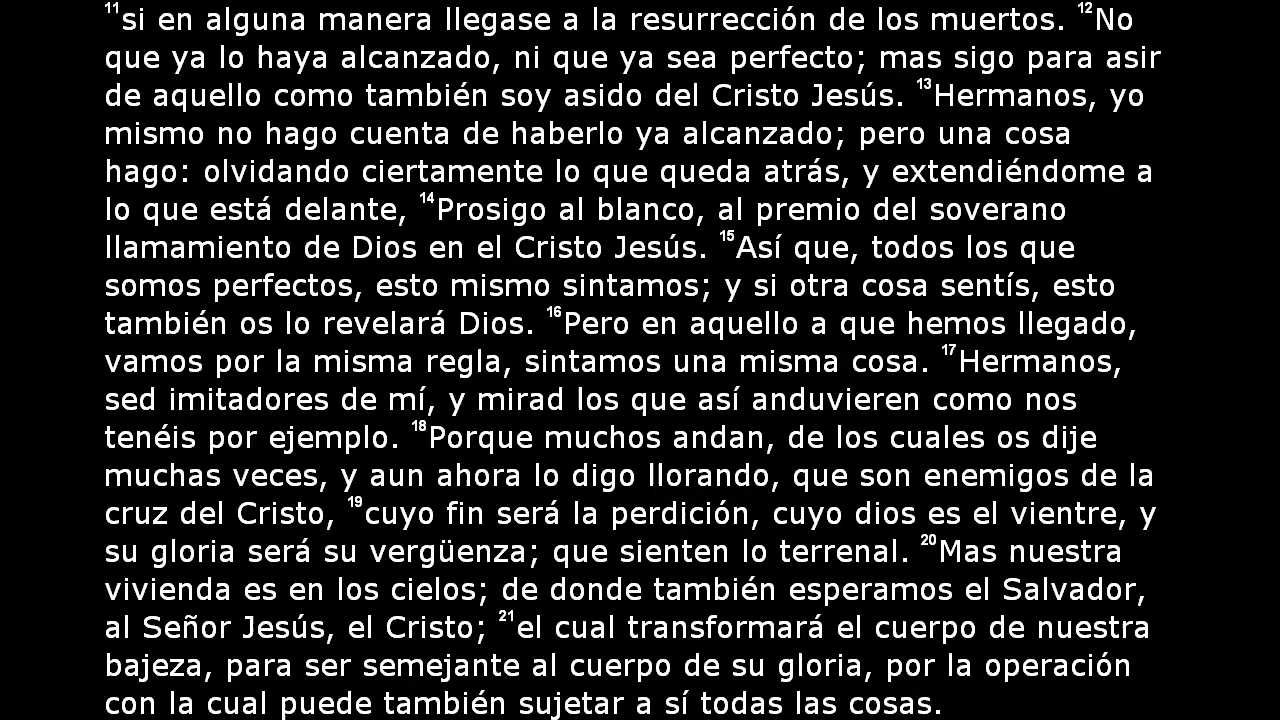 11si en alguna manera llegase a la resurrección de los muertos. 12No
que ya lo haya alcanzado, ni que ya sea perfecto; mas sigo para asir
de aquello como también soy asido del Cristo Jesús. 13Hermanos, yo
mismo no hago cuenta de haberlo ya alcanzado; pero una cosa
hago: olvidando ciertamente lo que queda atrás, y extendiéndome a
lo que está delante, 14Prosigo al blanco, al premio del soverano
llamamiento de Dios en el Cristo Jesús. 15Así que, todos los que
somos perfectos, esto mismo sintamos; y si otra cosa sentís, esto
también os lo revelará Dios. 16Pero en aquello a que hemos llegado,
vamos por la misma regla, sintamos una misma cosa. 17Hermanos,
sed imitadores de mí, y mirad los que así anduvieren como nos
tenéis por ejemplo. 18Porque muchos andan, de los cuales os dije
muchas veces, y aun ahora lo digo llorando, que son enemigos de la
cruz del Cristo, 19cuyo fin será la perdición, cuyo dios es el vientre, y
su gloria será su vergüenza; que sienten lo terrenal. 20Mas nuestra
vivienda es en los cielos; de donde también esperamos el Salvador,
al Señor Jesús, el Cristo; 21el cual transformará el cuerpo de nuestra
bajeza, para ser semejante al cuerpo de su gloria, por la operación
con la cual puede también sujetar a sí todas las cosas.